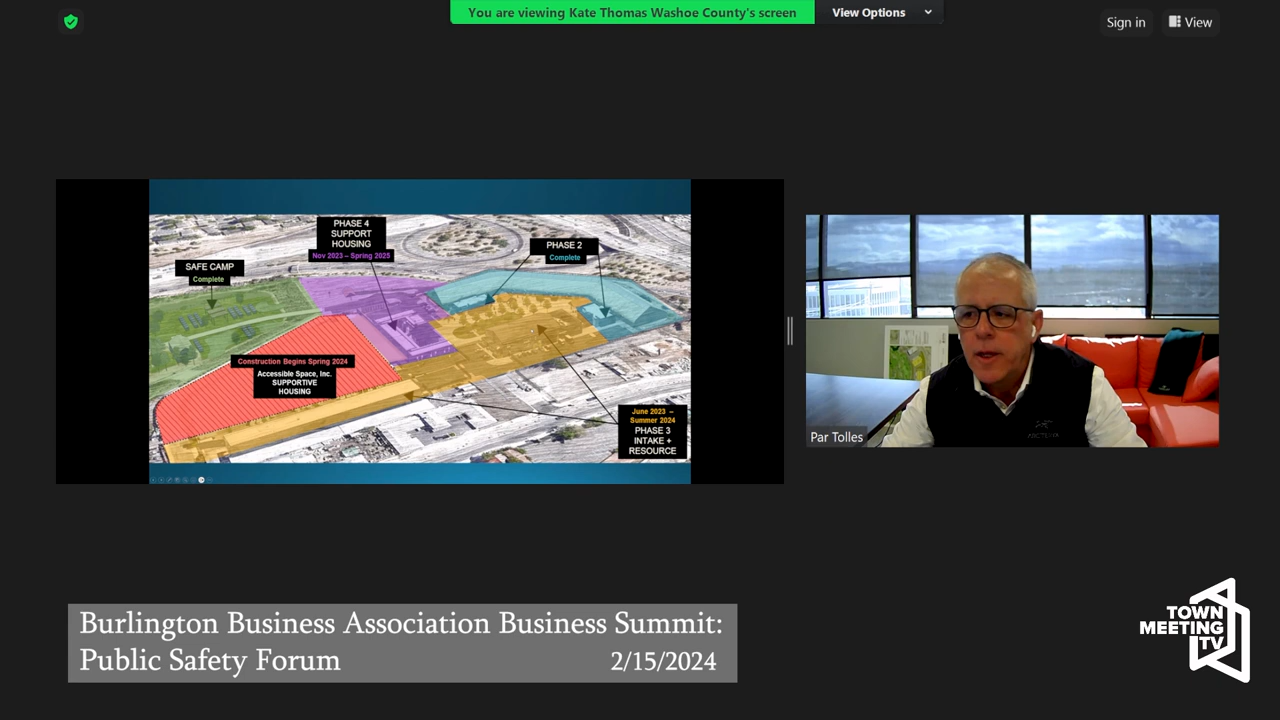 You are viewing Kate Thomas Washoe County's screen
View Options
Sign in
View
PHASE 4
SUPPORT
HOUSING
Nov 2023 – Spring 2025
PHASE 2
Complete
SAFE CAMP
Complete
Construction Begins Spring 2024
Accessible Space, Inc.
SUPPORTIVE
HOUSING
June 2023 –
Summer 2024
PHASE 3
INTAKE +
RESOURCE
Par Tolles
Burlington Business Association Business Summit:
Public Safety Forum
2/15/2024
TOWN
MEETING
TV